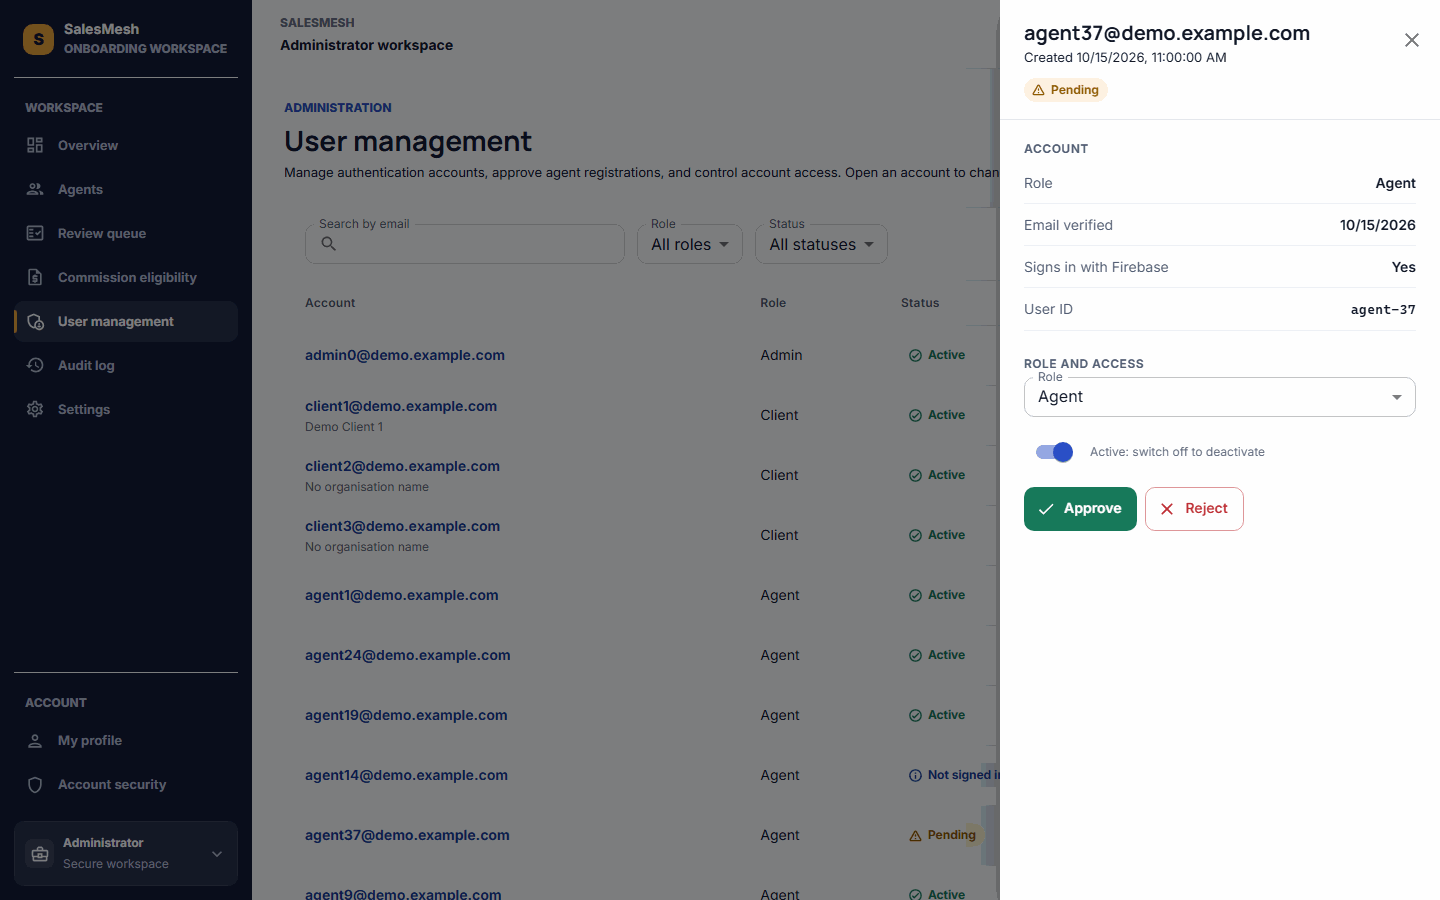 S
SalesMesh
ONBOARDING WORKSPACE
WORKSPACE
Overview
Agents
Review queue
Commission eligibility
User management
Audit log
Settings
ACCOUNT
My profile
Account security
Administrator
Secure workspace
SALESMESH
Administrator workspace
ADMINISTRATION
User management
Manage authentication accounts, approve agent registrations, and control account access. Open an account to chan
Search by email
Role
All roles
Status
All statuses
Account Role Status
admin0@demo.example.com Admin Active
client1@demo.example.com Client Active
Demo Client 1
client2@demo.example.com Client Active
No organisation name
client3@demo.example.com Client Active
No organisation name
agent1@demo.example.com Agent Active
agent24@demo.example.com Agent Active
agent19@demo.example.com Agent Active
agent14@demo.example.com Agent Not signed i
agent37@demo.example.com Agent Pending
agent9@demo.example.com Agent Active
agent37@demo.example.com
Created 10/15/2026, 11:00:00 AM
Pending
ACCOUNT
Role Agent
Email verified 10/15/2026
Signs in with Firebase Yes
User ID agent-37
ROLE AND ACCESS
Role
Agent
Active: switch off to deactivate
Approve
Reject